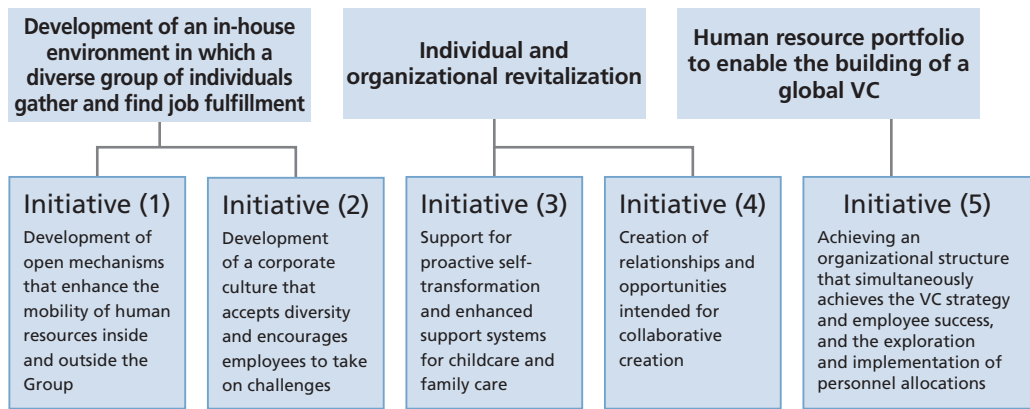 Development of an in-house
environment in which a
diverse group of individuals
gather and find job fulfillment
Individual and
organizational revitalization
Human resource portfolio
to enable the building of a
global VC
Initiative (1)
Development of
open mechanisms
that enhance the
mobility of human
resources inside
and outside the
Group
Initiative (2)
Development
of a corporate
culture that
accepts diversity
and encourages
employees to take
on challenges
Initiative (3)
Support for
proactive self-
transformation
and enhanced
support systems
for childcare and
family care
Initiative (4)
Creation of
relationships and
opportunities
intended for
collaborative
creation
Initiative (5)
Achieving an
organizational structure
that simultaneously
achieves the VC strategy
and employee success,
and the exploration
and implementation of
personnel allocations